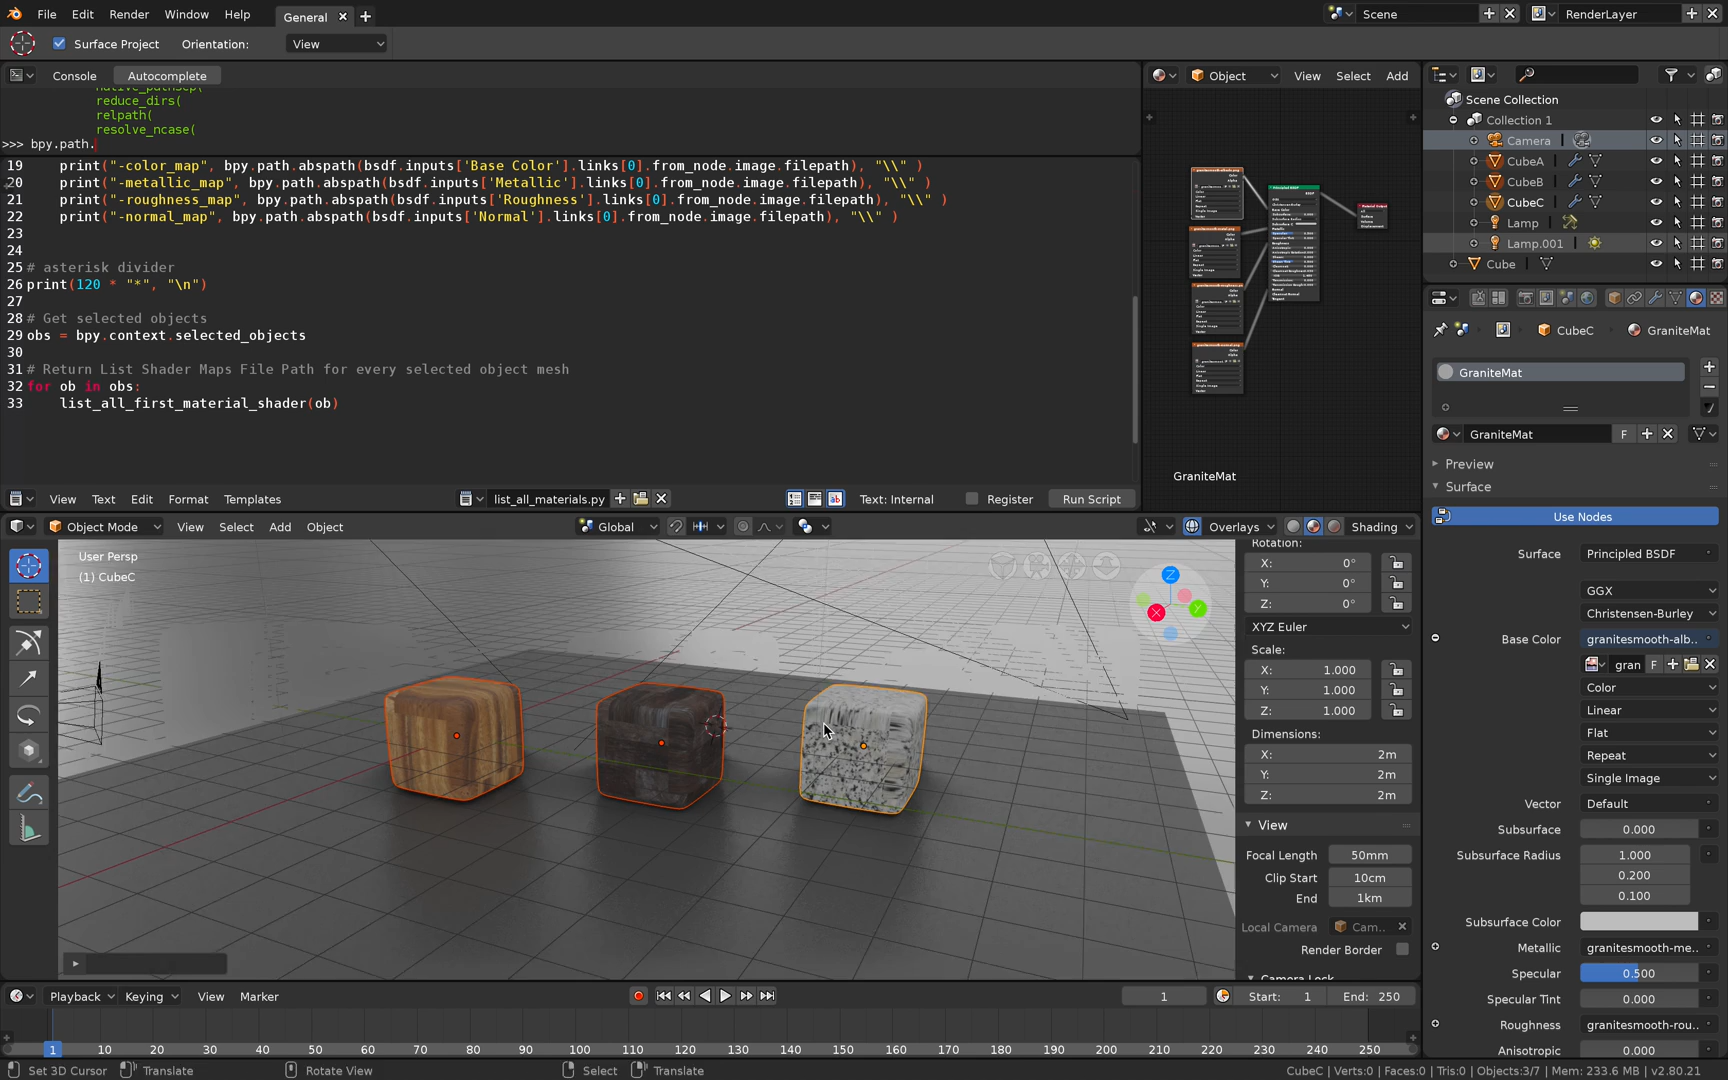 File Edit Render Window Help General Scene RenderLayer
Surface Project Orientation: View
Console Autocomplete
reduce_dirs(
relpath(
resolve_ncase(
>>> bpy.path.
19 print("-color_map", bpy.path.abspath(bsdf.inputs['Base Color'].links[0].from_node.image.filepath), "\\" )
20 print("-metallic_map", bpy.path.abspath(bsdf.inputs['Metallic'].links[0].from_node.image.filepath), "\\" )
21 print("-roughness_map", bpy.path.abspath(bsdf.inputs['Roughness'].links[0].from_node.image.filepath), "\\" )
22 print("-normal_map", bpy.path.abspath(bsdf.inputs['Normal'].links[0].from_node.image.filepath), "\\" )
23
24
25 # asterisk divider
26 print(120 * "*", "\n")
27
28 # Get selected objects
29 obs = bpy.context.selected_objects
30
31 # Return List Shader Maps File Path for every selected object mesh
32 for ob in obs:
33 list_all_first_material_shader(ob)
View Text Edit Format Templates list_all_materials.py Text: Internal Register Run Script
Object View Select Add
GraniteMat
Scene Collection
Collection 1
Camera
CubeA
CubeB
CubeC
Lamp
Lamp.001
Cube
CubeC GraniteMat
GraniteMat
GraniteMat F
Preview
Surface
Use Nodes
Surface Principled BSDF
GGX
Christensen-Burley
Base Color granitesmooth-alb..
gran F
Color
Linear
Flat
Repeat
Single Image
Vector Default
Subsurface 0.000
Subsurface Radius 1.000
0.200
0.100
Subsurface Color
Metallic granitesmooth-me...
Specular 0.500
Specular Tint 0.000
Roughness granitesmooth-rou..
Anisotropic 0.000
Object Mode View Select Add Object Global Overlays Shading
User Persp
(1) CubeC
Z
Y
X
Rotation:
X: 0°
Y: 0°
Z: 0°
XYZ Euler
Scale:
X: 1.000
Y: 1.000
Z: 1.000
Dimensions:
X: 2m
Y: 2m
Z: 2m
View
Focal Length 50mm
Clip Start 10cm
End 1km
Local Camera Cam..
Render Border
Camera Lock
Playback Keying View Marker 1 Start: 1 End: 250
1 10 20 30 40 50 60 70 80 90 100 110 120 130 140 150 160 170 180 190 200 210 220 230 240 250
Set 3D Cursor Translate Rotate View Select Translate CubeC | Verts:0 | Faces:0 | Tris:0 | Objects:3/7 | Mem: 233.6 MB | v2.80.21